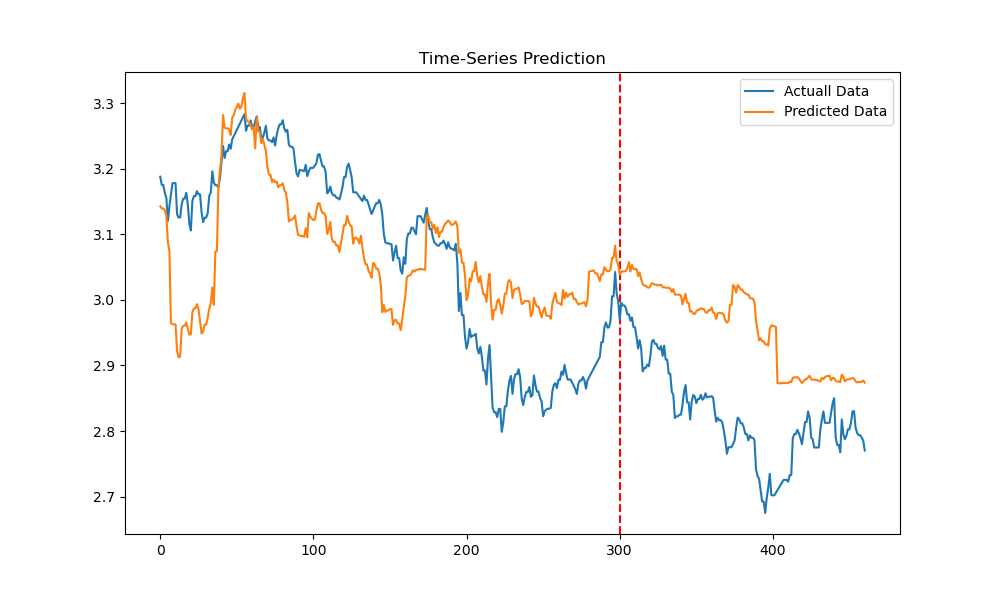 Time-Series Prediction
Actuall Data
Predicted Data
3.3
3.2
3.1
3.0
2.9
2.8
2.7
0 100 200 300 400